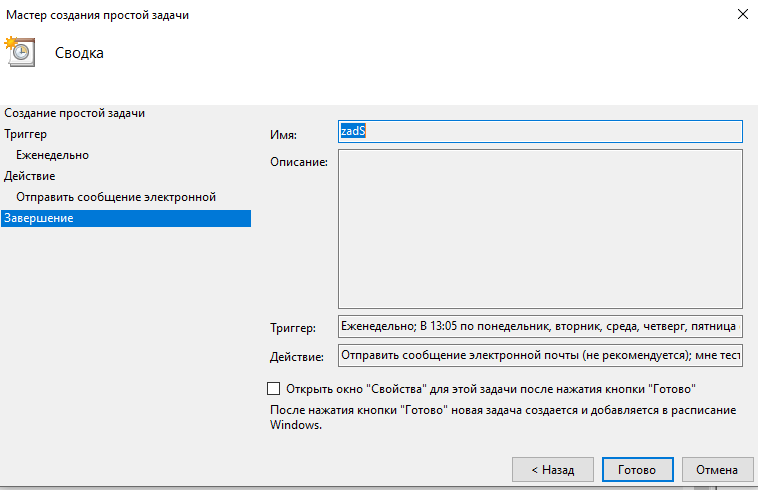 Мастер создания простой задачи
Сводка
Создание простой задачи
Триггер
Еженедельно
Действие
Отправить сообщение электронной
Завершение
Имя:
zadS
Описание:
Триггер:
Еженедельно; В 13:05 по понедельник, вторник, среда, четверг, пятница
Действие:
Отправить сообщение электронной почты (не рекомендуется); мне тест
Открыть окно "Свойства" для этой задачи после нажатия кнопки "Готово"
После нажатия кнопки "Готово" новая задача создается и добавляется в расписание
Windows.
< Назад
Готово
Отмена